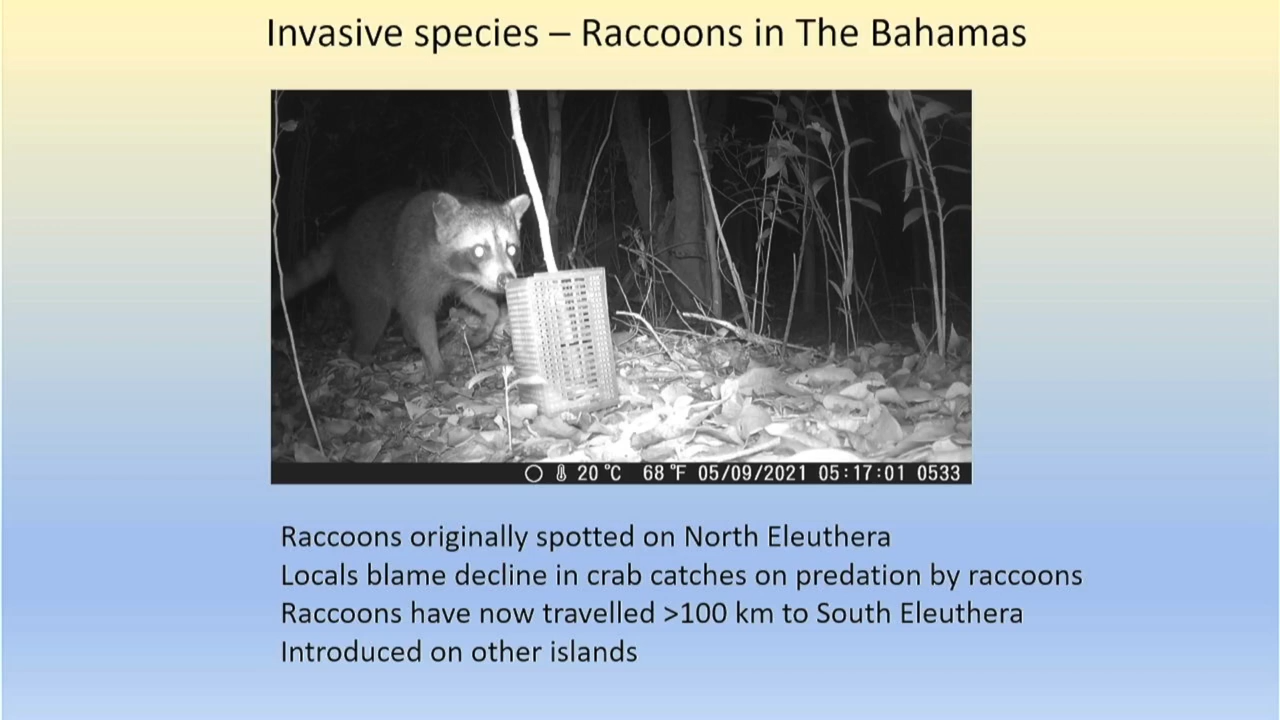 Invasive species – Raccoons in The Bahamas
20 °C 68 °F 05/09/2021 05:17:01 0533
Raccoons originally spotted on North Eleuthera
Locals blame decline in crab catches on predation by raccoons
Raccoons have now travelled >100 km to South Eleuthera
Introduced on other islands